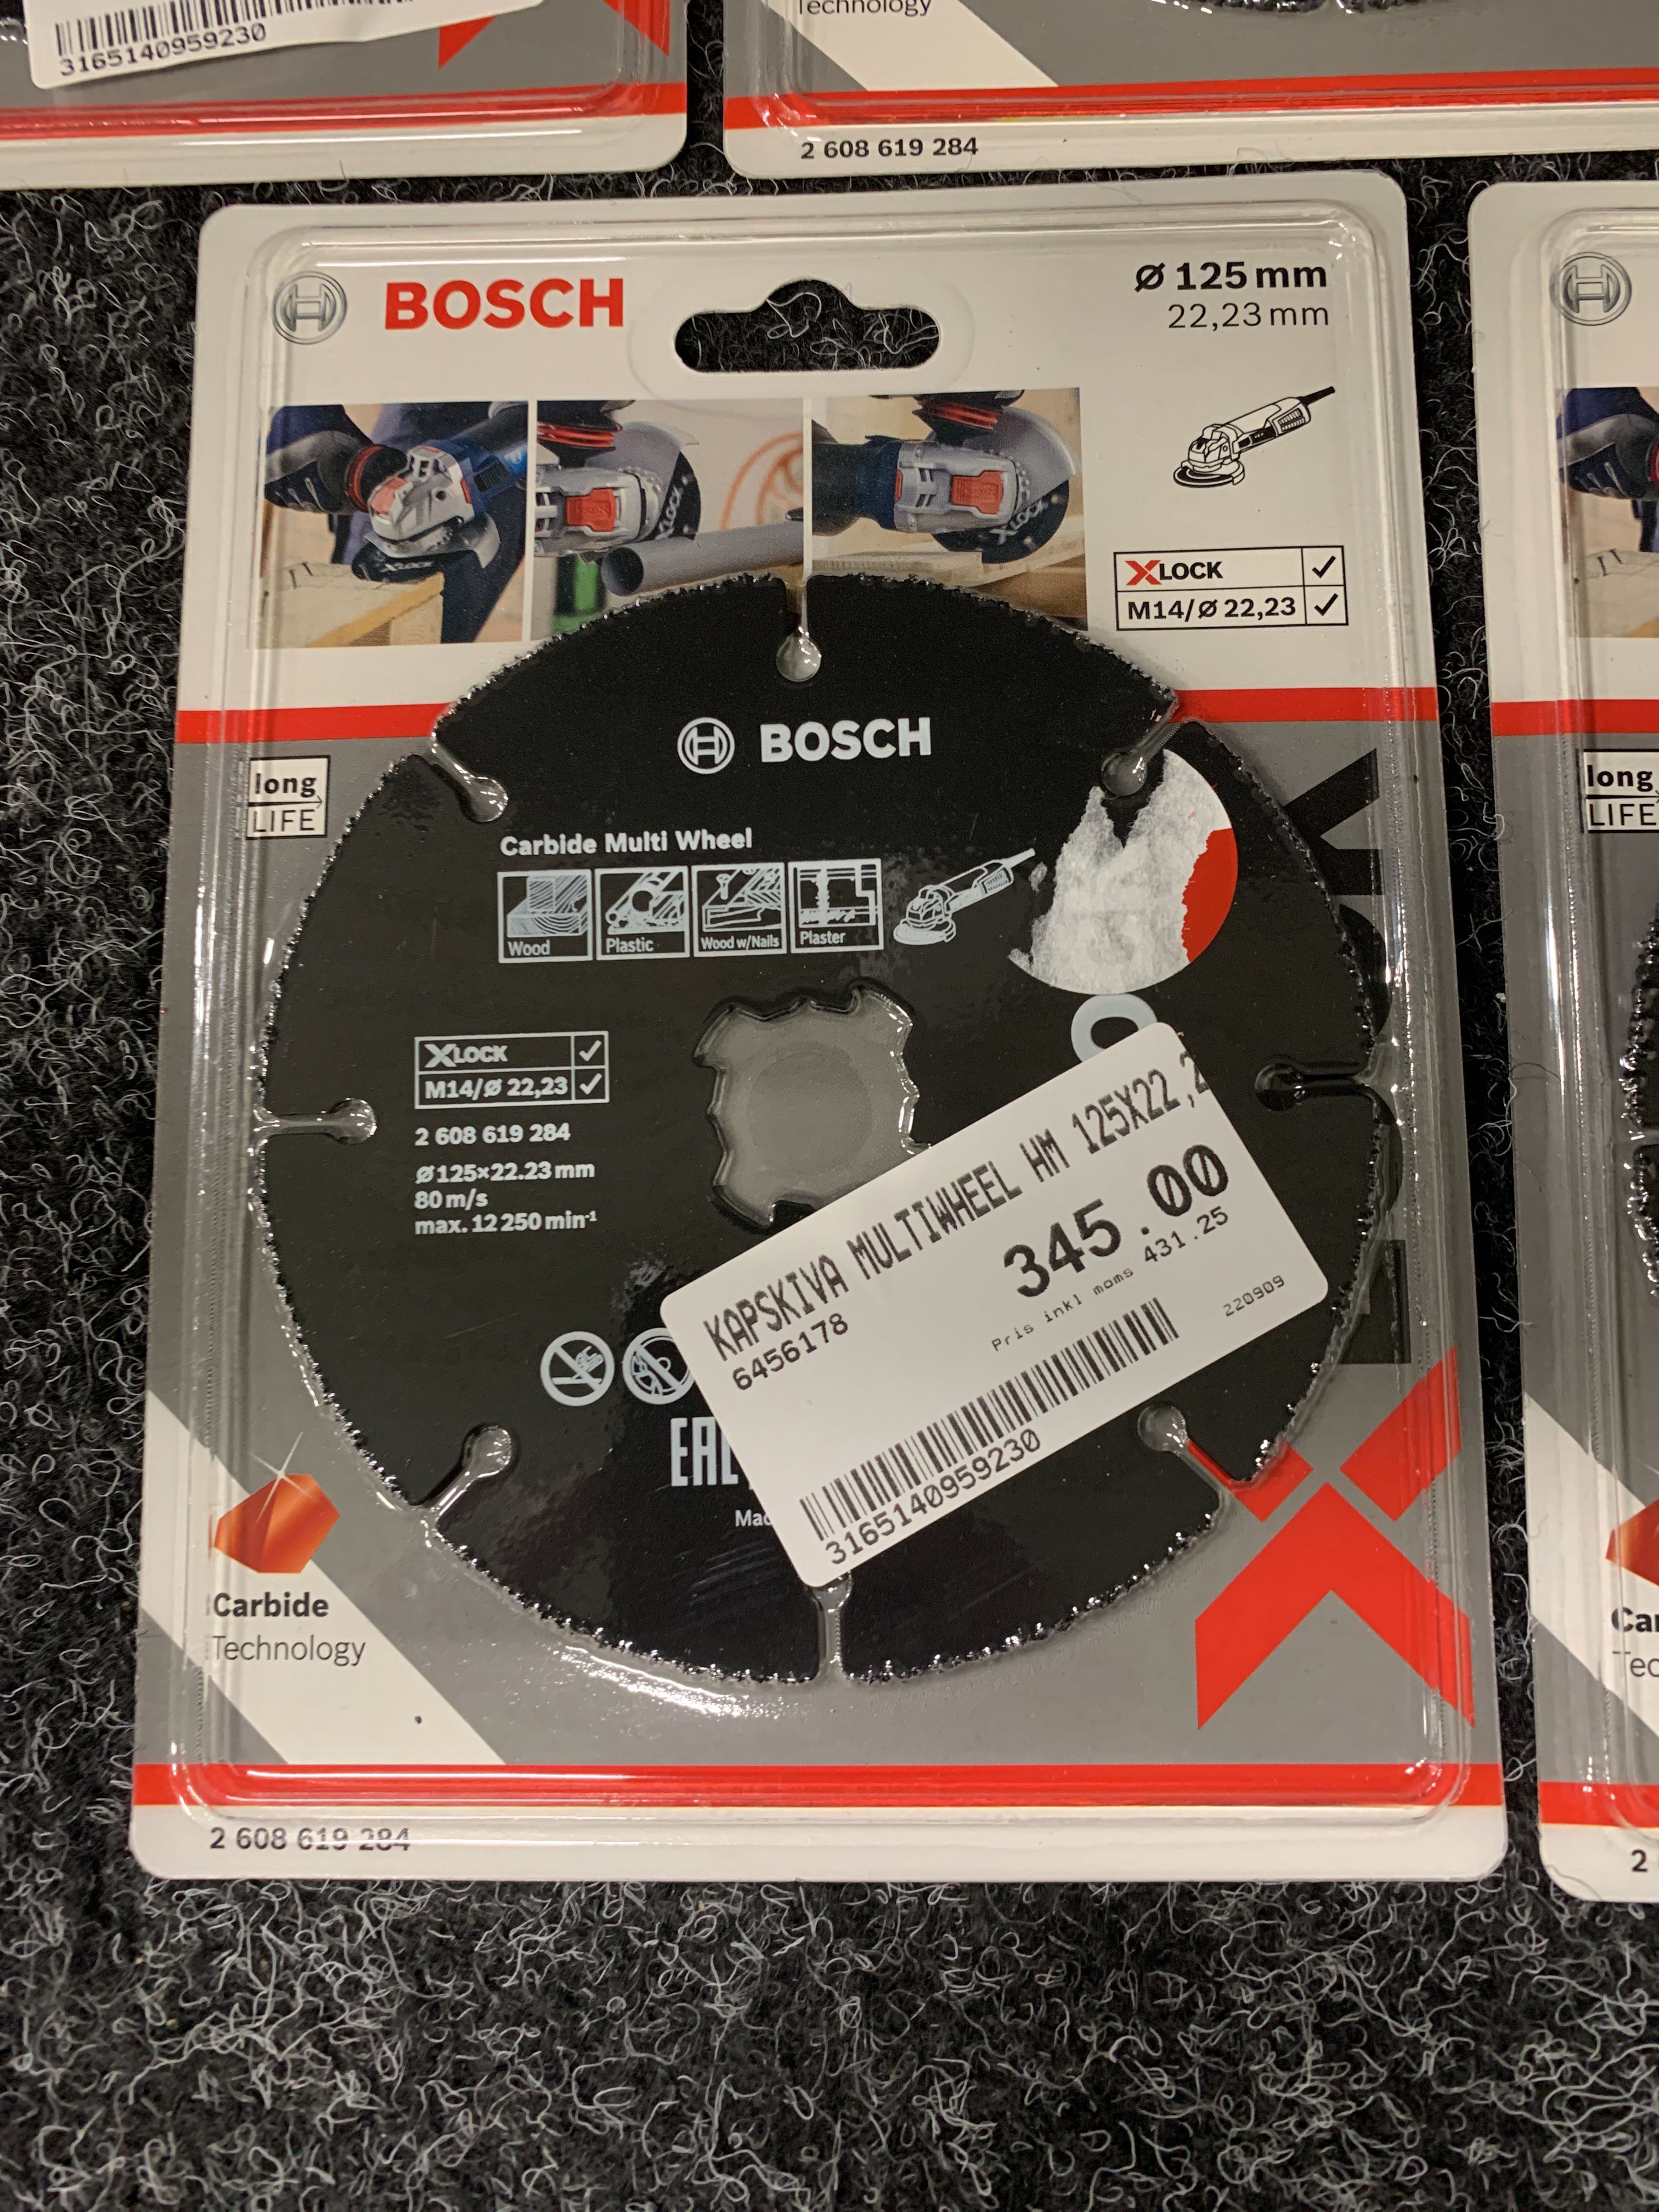 3165140959230
Technology
2 608 619 284
BOSCH
Ø 125 mm
22,23 mm
XLOCK
M14/Ø 22,23
long
LIFE
BOSCH
Carbide Multi Wheel
Wood
Plastic
Wood w/Nails
Plaster
XLOCK
M14/Ø 22,23
2 608 619 284
Ø125×22.23 mm
80 m/s
max. 12 250 min-1
KAPSKIVA MULTIWHEEL HM 125X22,2
6456178
345.00
Pris inkl moms 431.25
220909
3165140959230
EAC
Carbide
Technology
2 608 619 284
long
LIFE
2